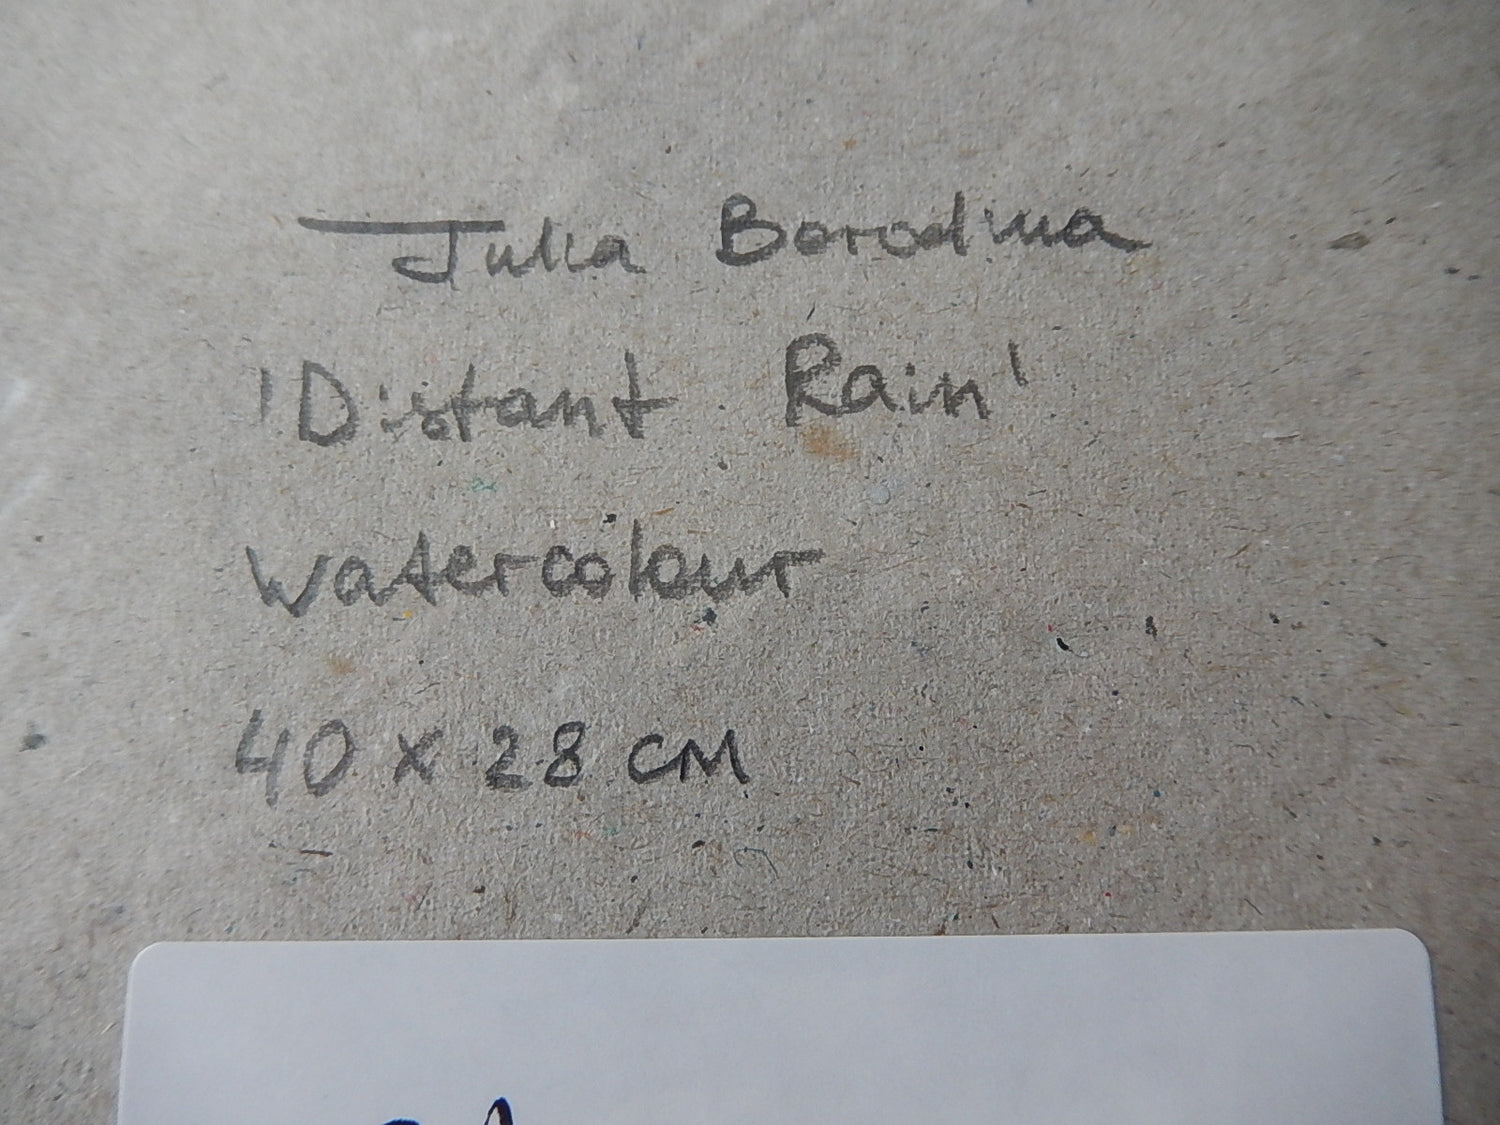 Julia Borodina
'Distant Rain'
watercolour
40 x 28 cm